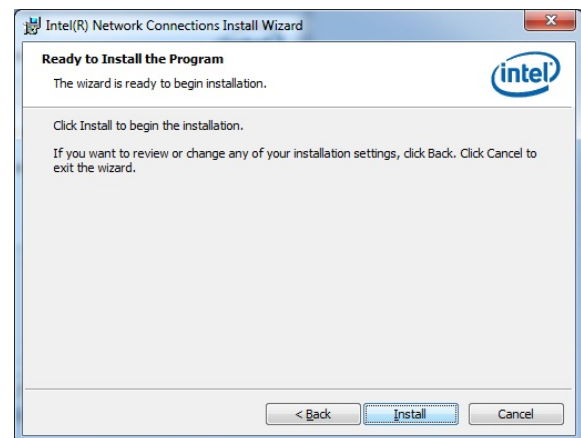 Intel(R) Network Connections Install Wizard
Ready to Install the Program
The wizard is ready to begin installation.
intel
Click Install to begin the installation.
If you want to review or change any of your installation settings, click Back. Click Cancel to
exit the wizard.
< Back
Install
Cancel